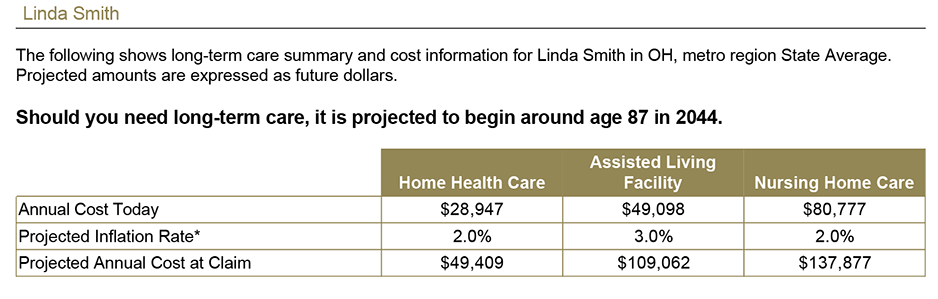 Linda Smith
The following shows long-term care summary and cost information for Linda Smith in OH, metro region State Average.
Projected amounts are expressed as future dollars.
Should you need long-term care, it is projected to begin around age 87 in 2044.
Home Health Care Assisted Living Facility Nursing Home Care
Annual Cost Today $28,947 $49,098 $80,777
Projected Inflation Rate* 2.0% 3.0% 2.0%
Projected Annual Cost at Claim $49,409 $109,062 $137,877